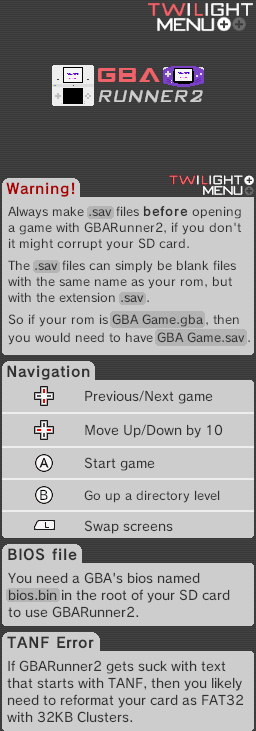 TWILIGHT
MENU++
GBA
RUNNER2
Warning!
TWILIGHT
MENU++
Always make .sav files before opening
a game with GBARunner2, if you don't
it might corrupt your SD card.
The .sav files can simply be blank files
with the same name as your rom, but
with the extension .sav.
So if your rom is GBA Game.gba, then
you would need to have GBA Game.sav.
Navigation
Previous/Next game
Move Up/Down by 10
A Start game
B Go up a directory level
L Swap screens
BIOS file
You need a GBA's bios named
bios.bin in the root of your SD card
to use GBARunner2.
TANF Error
If GBARunner2 gets suck with text
that starts with TANF, then you likely
need to reformat your card as FAT32
with 32KB Clusters.